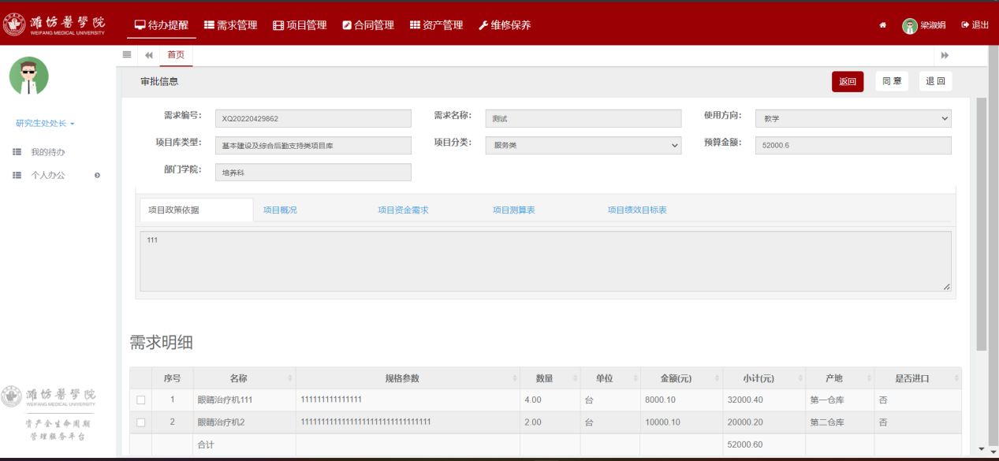 濰坊醫學院 待办提醒 需求管理 项目管理 合同管理 资产管理 维修保养 梁淑娟 退出
WEIFANG MEDICAL UNIVERSITY
首页
审批信息 返回 同意 退回
需求编号: XQ20220429862 需求名称: 测试 使用方向: 教学
研究生处处长
项目库类型: 基本建设及综合后勤支持类项目库 项目分类: 服务类 预算金额: 52000.6
我的待办
部门学院: 培养科
个人办公
项目政策依据 项目概况 项目资金需求 项目测算表 项目绩效目标表
111
需求明细
序号 名称 规格参数 数量 单位 金额(元) 小计(元) 产地 是否进口
1 眼睛治疗机111 111111111111111 4.00 台 8000.10 32000.40 第一仓库 否
2 眼睛治疗机2 2.00 台 10000.10 20000.20 第二仓库 否
合计 52000.60
濰坊醫學院
WEIFANG MEDICAL UNIVERSITY
资产全生命周期
管理服务平台